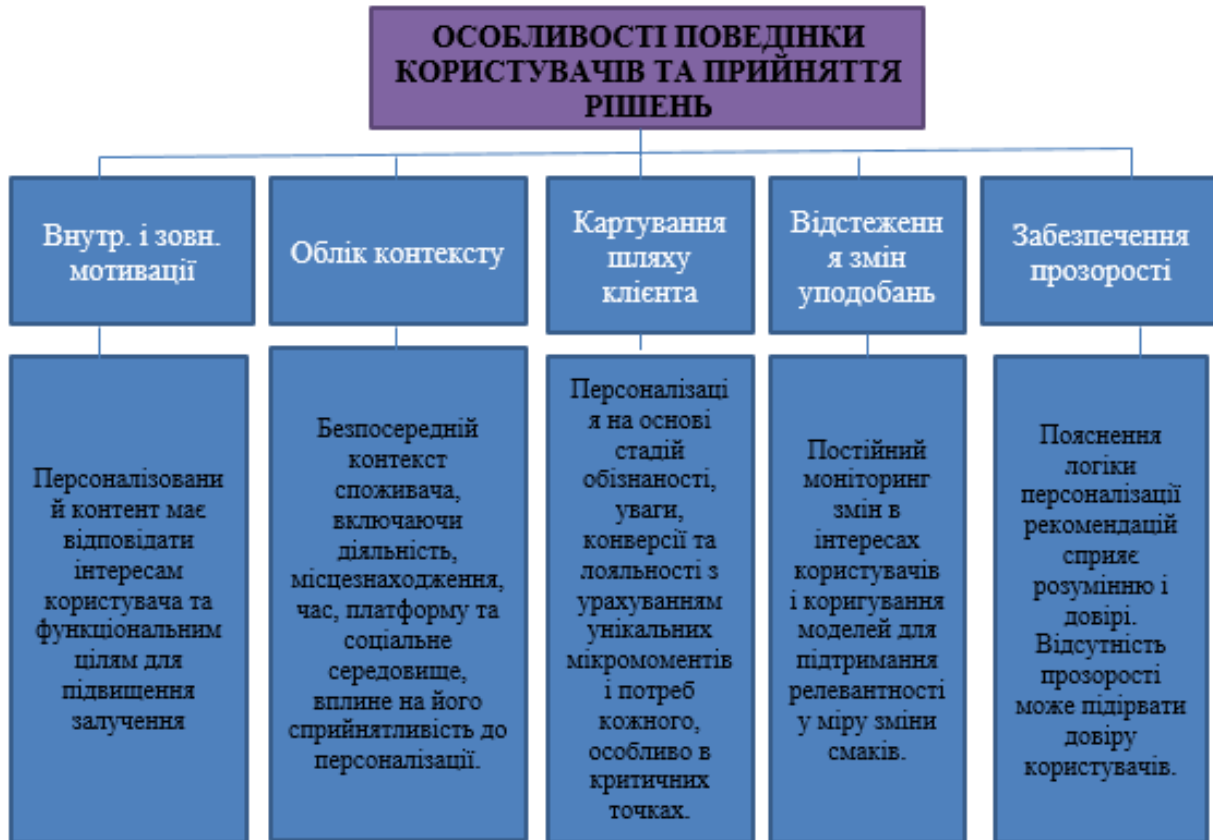 ОСОБЛИВОСТІ ПОВЕДІНКИ
КОРИСТУВАЧІВ ТА ПРИЙНЯТТЯ
РІШЕНЬ
Внутр. і зовн.
мотивації
Облік контексту
Картування
шляху
клієнта
Відстеженн
я змін
уподобань
Забезпечення
прозорості
Персоналізовани
й контент має
відповідати
інтересам
користувача та
функціональним
цілям для
підвищення
залучення
Безпосередній
контекст
споживача,
включаючи
діяльність,
місцезнаходження,
час, платформу та
соціальне
середовище,
вплине на його
сприйнятливість до
персоналізації.
Персоналізаці
я на основі
стадій
обізнаності,
уваги,
конверсії та
лояльності з
урахуванням
унікальних
мікромоментів
і потреб
кожного,
особливо в
критичних
точках.
Постійний
моніторинг
змін в
інтересах
користувачів
і коригування
моделей для
підтримання
релевантності
у міру зміни
смаків.
Пояснення
логіки
персоналізації
рекомендацій
сприяє
розумінню і
довірі.
Відсутність
прозорості
може підірвати
довіру
користувачів.